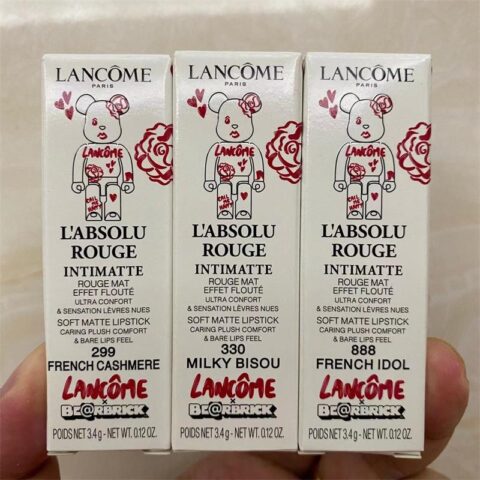 LANCÔME
PARIS
LANCÔME
L'ABSOLU
ROUGE
INTIMATTE
ROUGE MAT
EFFET FLOUTÉ
ULTRA CONFORT
& SENSATION LÈVRES NUES
SOFT MATTE LIPSTICK
CARING PLUSH COMFORT
& BARE LIPS FEEL
299
FRENCH CASHMERE
LANCÔME
×
BE@RBRICK
POIDS NET 3.4 g - NET WT. 0.12 OZ.
LANCÔME
PARIS
LANCÔME
L'ABSOLU
ROUGE
INTIMATTE
ROUGE MAT
EFFET FLOUTÉ
ULTRA CONFORT
& SENSATION LÈVRES NUES
SOFT MATTE LIPSTICK
CARING PLUSH COMFORT
& BARE LIPS FEEL
330
MILKY BISOU
LANCÔME
×
BE@RBRICK
POIDS NET 3.4 g - NET WT. 0.12 OZ.
LANCÔME
PARIS
LANCÔME
L'ABSOLU
ROUGE
INTIMATTE
ROUGE MAT
EFFET FLOUTÉ
ULTRA CONFORT
& SENSATION LÈVRES NUES
SOFT MATTE LIPSTICK
CARING PLUSH COMFORT
& BARE LIPS FEEL
888
FRENCH IDOL
LANCÔME
×
BE@RBRICK
POIDS NET 3.4 g - NET WT. 0.12 OZ.